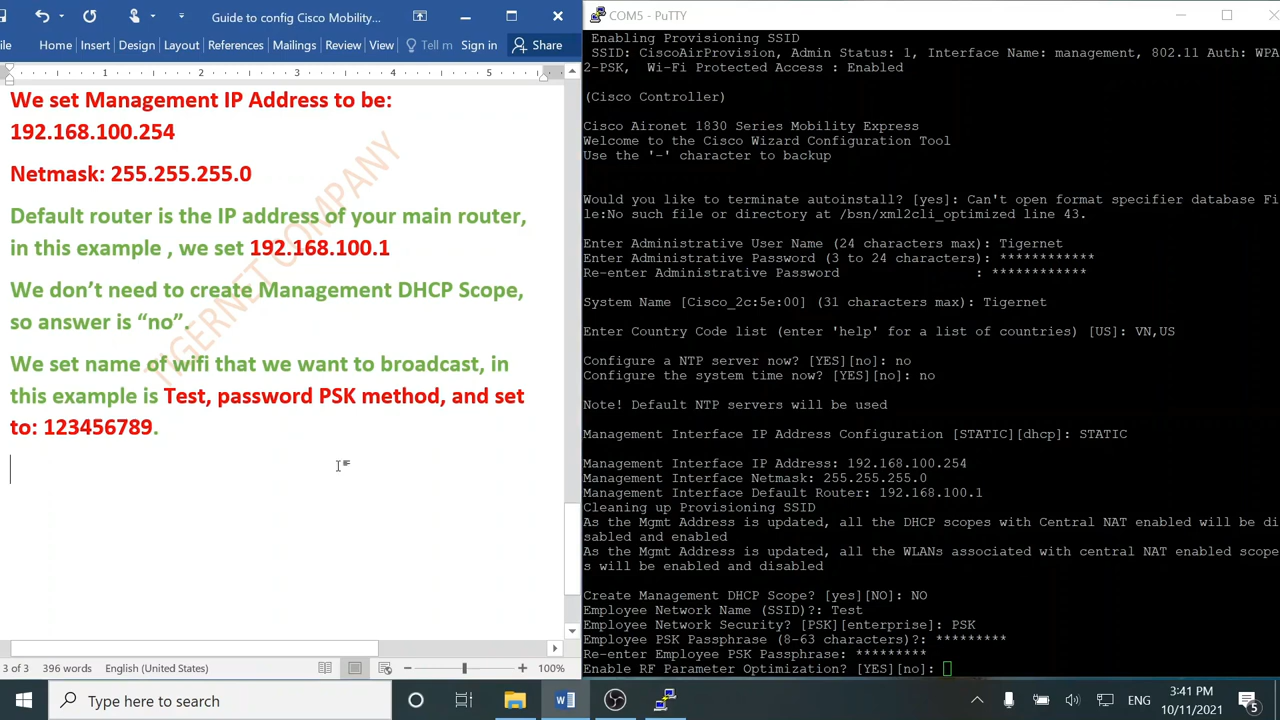 Guide to config Cisco Mobility...
Sign in
Share
ile
Home
Insert
Design
Layout
References
Mailings
Review
View
Tell m
1
2
3
4
5
We set Management IP Address to be:
192.168.100.254
Netmask: 255.255.255.0
Default router is the IP address of your main router,
in this example , we set 192.168.100.1
We don’t need to create Management DHCP Scope,
so answer is “no”.
We set name of wifi that we want to broadcast, in
this example is Test, password PSK method, and set
to: 123456789.
TIGERNET COMPANY
3 of 3
396 words
English (United States)
100%
COM5 - PuTTY
Enabling Provisioning SSID
SSID: CiscoAirProvision, Admin Status: 1, Interface Name: management, 802.11 Auth: WPA
2-PSK, Wi-Fi Protected Access : Enabled
(Cisco Controller)
Cisco Aironet 1830 Series Mobility Express
Welcome to the Cisco Wizard Configuration Tool
Use the '-' character to backup
Would you like to terminate autoinstall? [yes]: Can't open format specifier database Fi
le:No such file or directory at /bsn/xml2cli_optimized line 43.
Enter Administrative User Name (24 characters max): Tigernet
Enter Administrative Password (3 to 24 characters): ************
Re-enter Administrative Password : ************
System Name [Cisco_2c:5e:00] (31 characters max): Tigernet
Enter Country Code list (enter 'help' for a list of countries) [US]: VN,US
Configure a NTP server now? [YES][no]: no
Configure the system time now? [YES][no]: no
Note! Default NTP servers will be used
Management Interface IP Address Configuration [STATIC][dhcp]: STATIC
Management Interface IP Address: 192.168.100.254
Management Interface Netmask: 255.255.255.0
Management Interface Default Router: 192.168.100.1
Cleaning up Provisioning SSID
As the Mgmt Address is updated, all the DHCP scopes with Central NAT enabled will be di
sabled and enabled
As the Mgmt Address is updated, all the WLANs associated with central NAT enabled scope
s will be enabled and disabled
Create Management DHCP Scope? [yes][NO]: NO
Employee Network Name (SSID)?: Test
Employee Network Security? [PSK][enterprise]: PSK
Employee PSK Passphrase (8-63 characters)?: *********
Re-enter Employee PSK Passphrase: *********
Enable RF Parameter Optimization? [YES][no]:
Type here to search
ENG
3:41 PM
10/11/2021
5